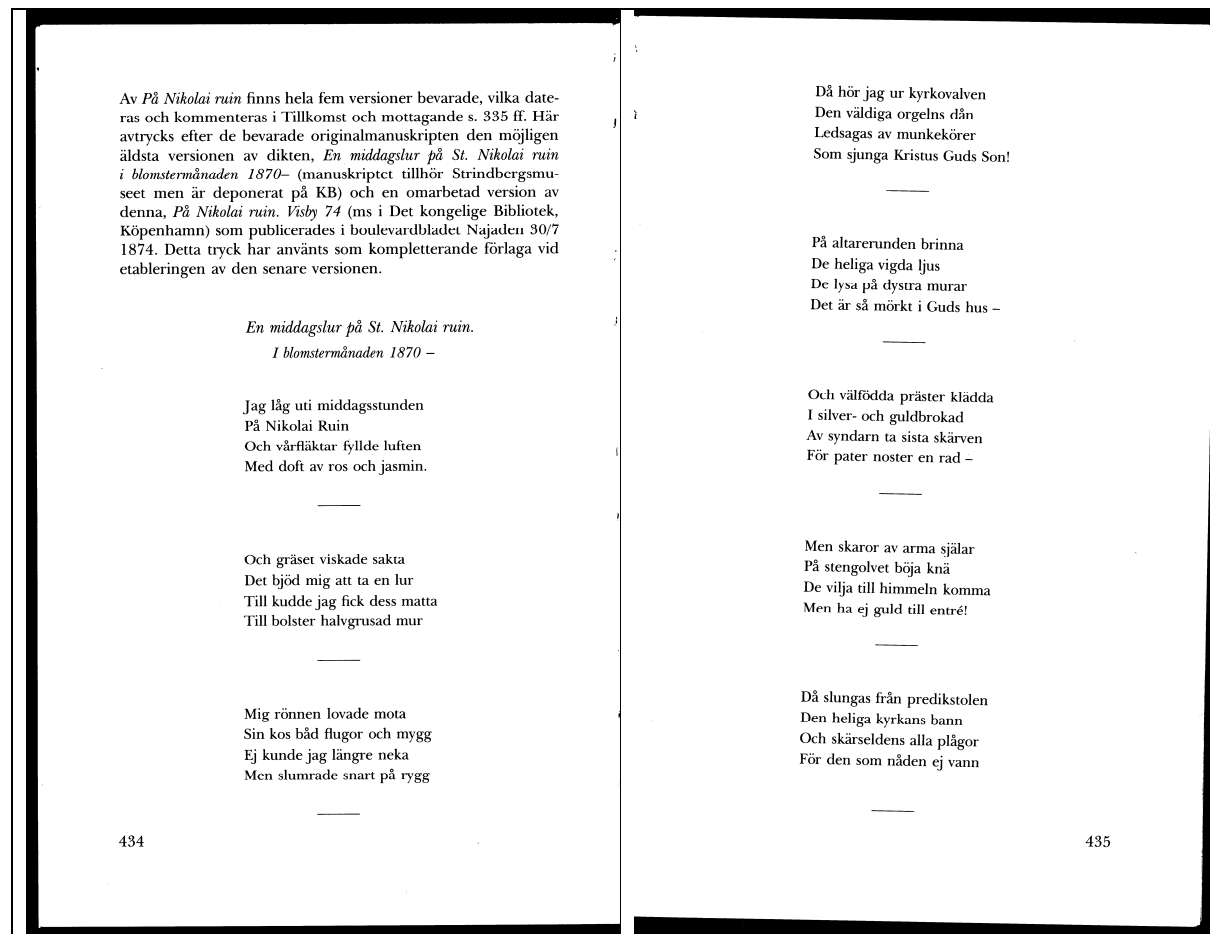 Av På Nikolai ruin finns hela fem versioner bevarade, vilka date-
ras och kommenteras i Tillkomst och mottagande s. 335 ff. Här
avtrycks efter de bevarade originalmanuskripten den möjligen
äldsta versionen av dikten, En middagslur på St. Nikolai ruin
i blomstermånaden 1870– (manuskriptet tillhör Strindbergsmu-
seet men är deponerat på KB) och en omarbetad version av
denna, På Nikolai ruin. Visby 74 (ms i Det kongelige Bibliotek,
Köpenhamn) som publicerades i boulevardbladet Najaden 30/7
1874. Detta tryck har använts som kompletterande förlaga vid
etableringen av den senare versionen.
En middagslur på St. Nikolai ruin.
I blomstermånaden 1870 –
Jag låg uti middagsstunden
På Nikolai Ruin
Och vårfläktar fyllde luften
Med doft av ros och jasmin.
Och gräset viskade sakta
Det bjöd mig att ta en lur
Till kudde jag fick dess matta
Till bolster halvgrusad mur
Mig rönnen lovade mota
Sin kos båd flugor och mygg
Ej kunde jag längre neka
Men slumrade snart på rygg
434
Då hör jag ur kyrkovalven
Den väldiga orgelns dån
Ledsagas av munkekörer
Som sjunga Kristus Guds Son!
På altarerunden brinna
De heliga vigda ljus
De lysa på dystra murar
Det är så mörkt i Guds hus –
Och välfödda präster klädda
I silver- och guldbrokad
Av syndarn ta sista skärven
För pater noster en rad –
Men skaror av arma själar
På stengolvet böja knä
De vilja till himmeln komma
Men ha ej guld till entré!
Då slungas från predikstolen
Den heliga kyrkans bann
Och skärseldens alla plågor
För den som nåden ej vann
435